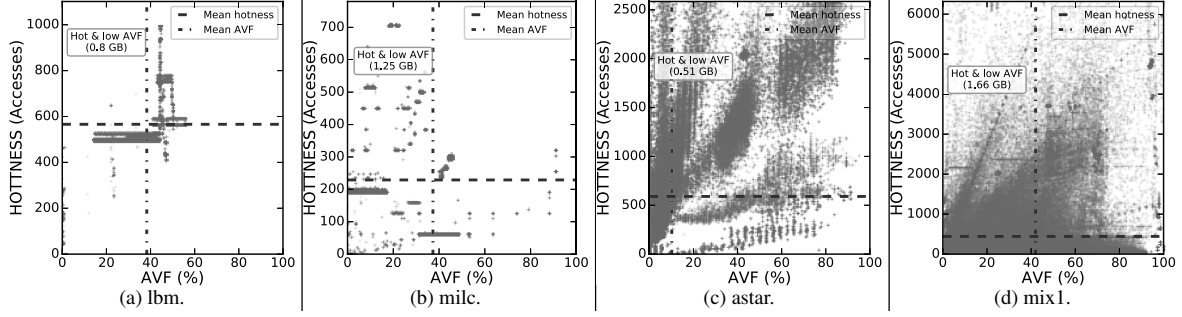 HOTTNESS (Accesses)
1000
800
600
400
200
0
0 20 40 60 80 100
AVF (%)
Mean hotness
Mean AVF
Hot & low AVF
(0.8 GB)
(a) lbm.
HOTTNESS (Accesses)
700
600
500
400
300
200
100
0
0 20 40 60 80 100
AVF (%)
Mean hotness
Mean AVF
Hot & low AVF
(1.25 GB)
(b) milc.
HOTTNESS (Accesses)
2500
2000
1500
1000
500
0
0 20 40 60 80 100
AVF (%)
Mean hotness
Mean AVF
Hot & low AVF
(0.51 GB)
(c) astar.
HOTTNESS (Accesses)
6000
5000
4000
3000
2000
1000
0
0 20 40 60 80 100
AVF (%)
Mean hotness
Mean AVF
Hot & low AVF
(1.66 GB)
(d) mix1.